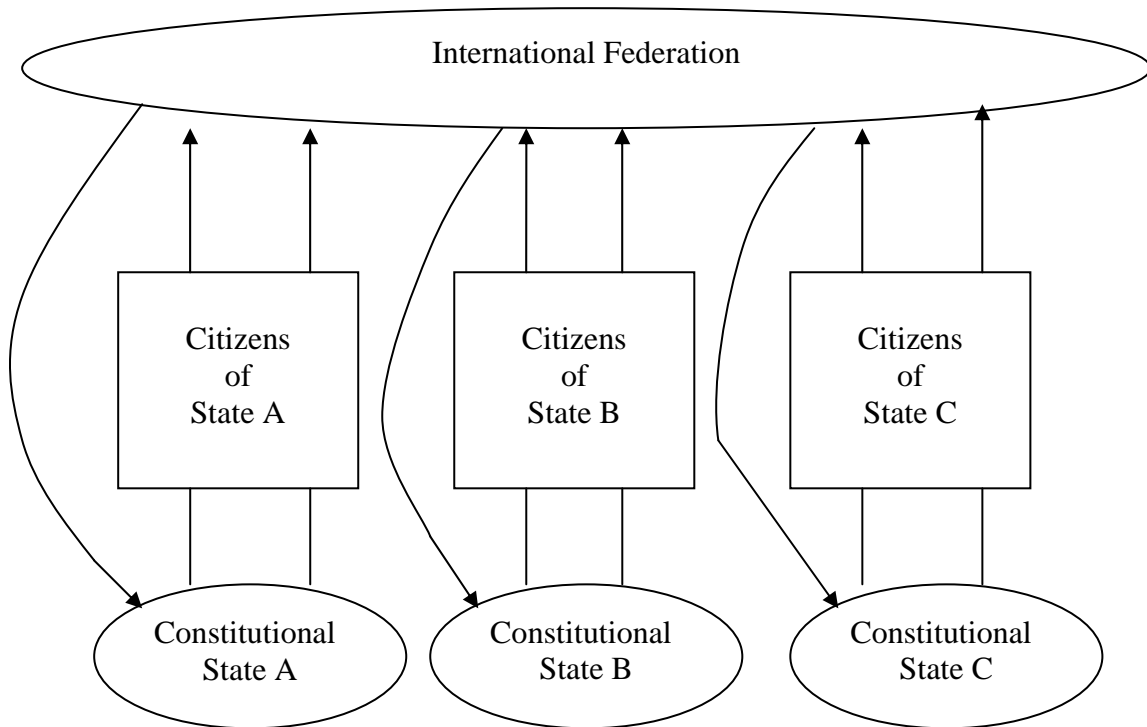 International Federation
Citizens
of
State A
Citizens
of
State B
Citizens
of
State C
Constitutional
State A
Constitutional
State B
Constitutional
State C